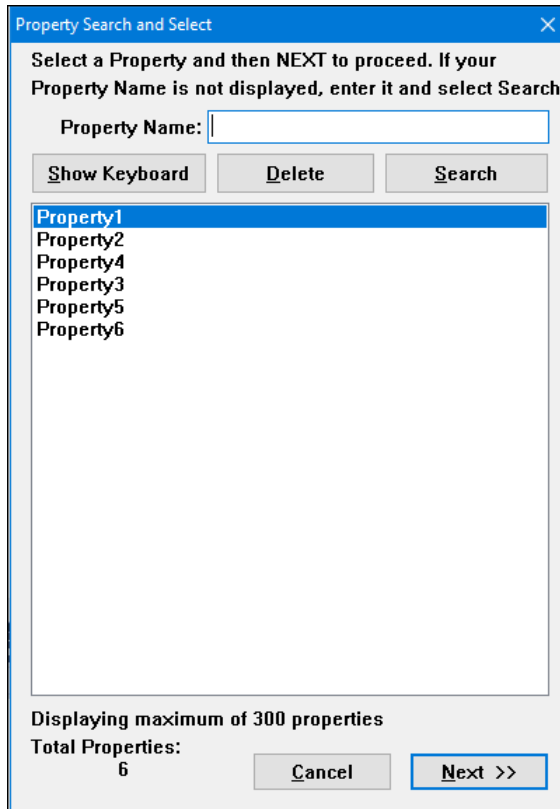 Property Search and Select
Select a Property and then NEXT to proceed. If your
Property Name is not displayed, enter it and select Search
Property Name:
Show Keyboard Delete Search
Property1
Property2
Property4
Property3
Property5
Property6
Displaying maximum of 300 properties
Total Properties:
6
Cancel Next >>